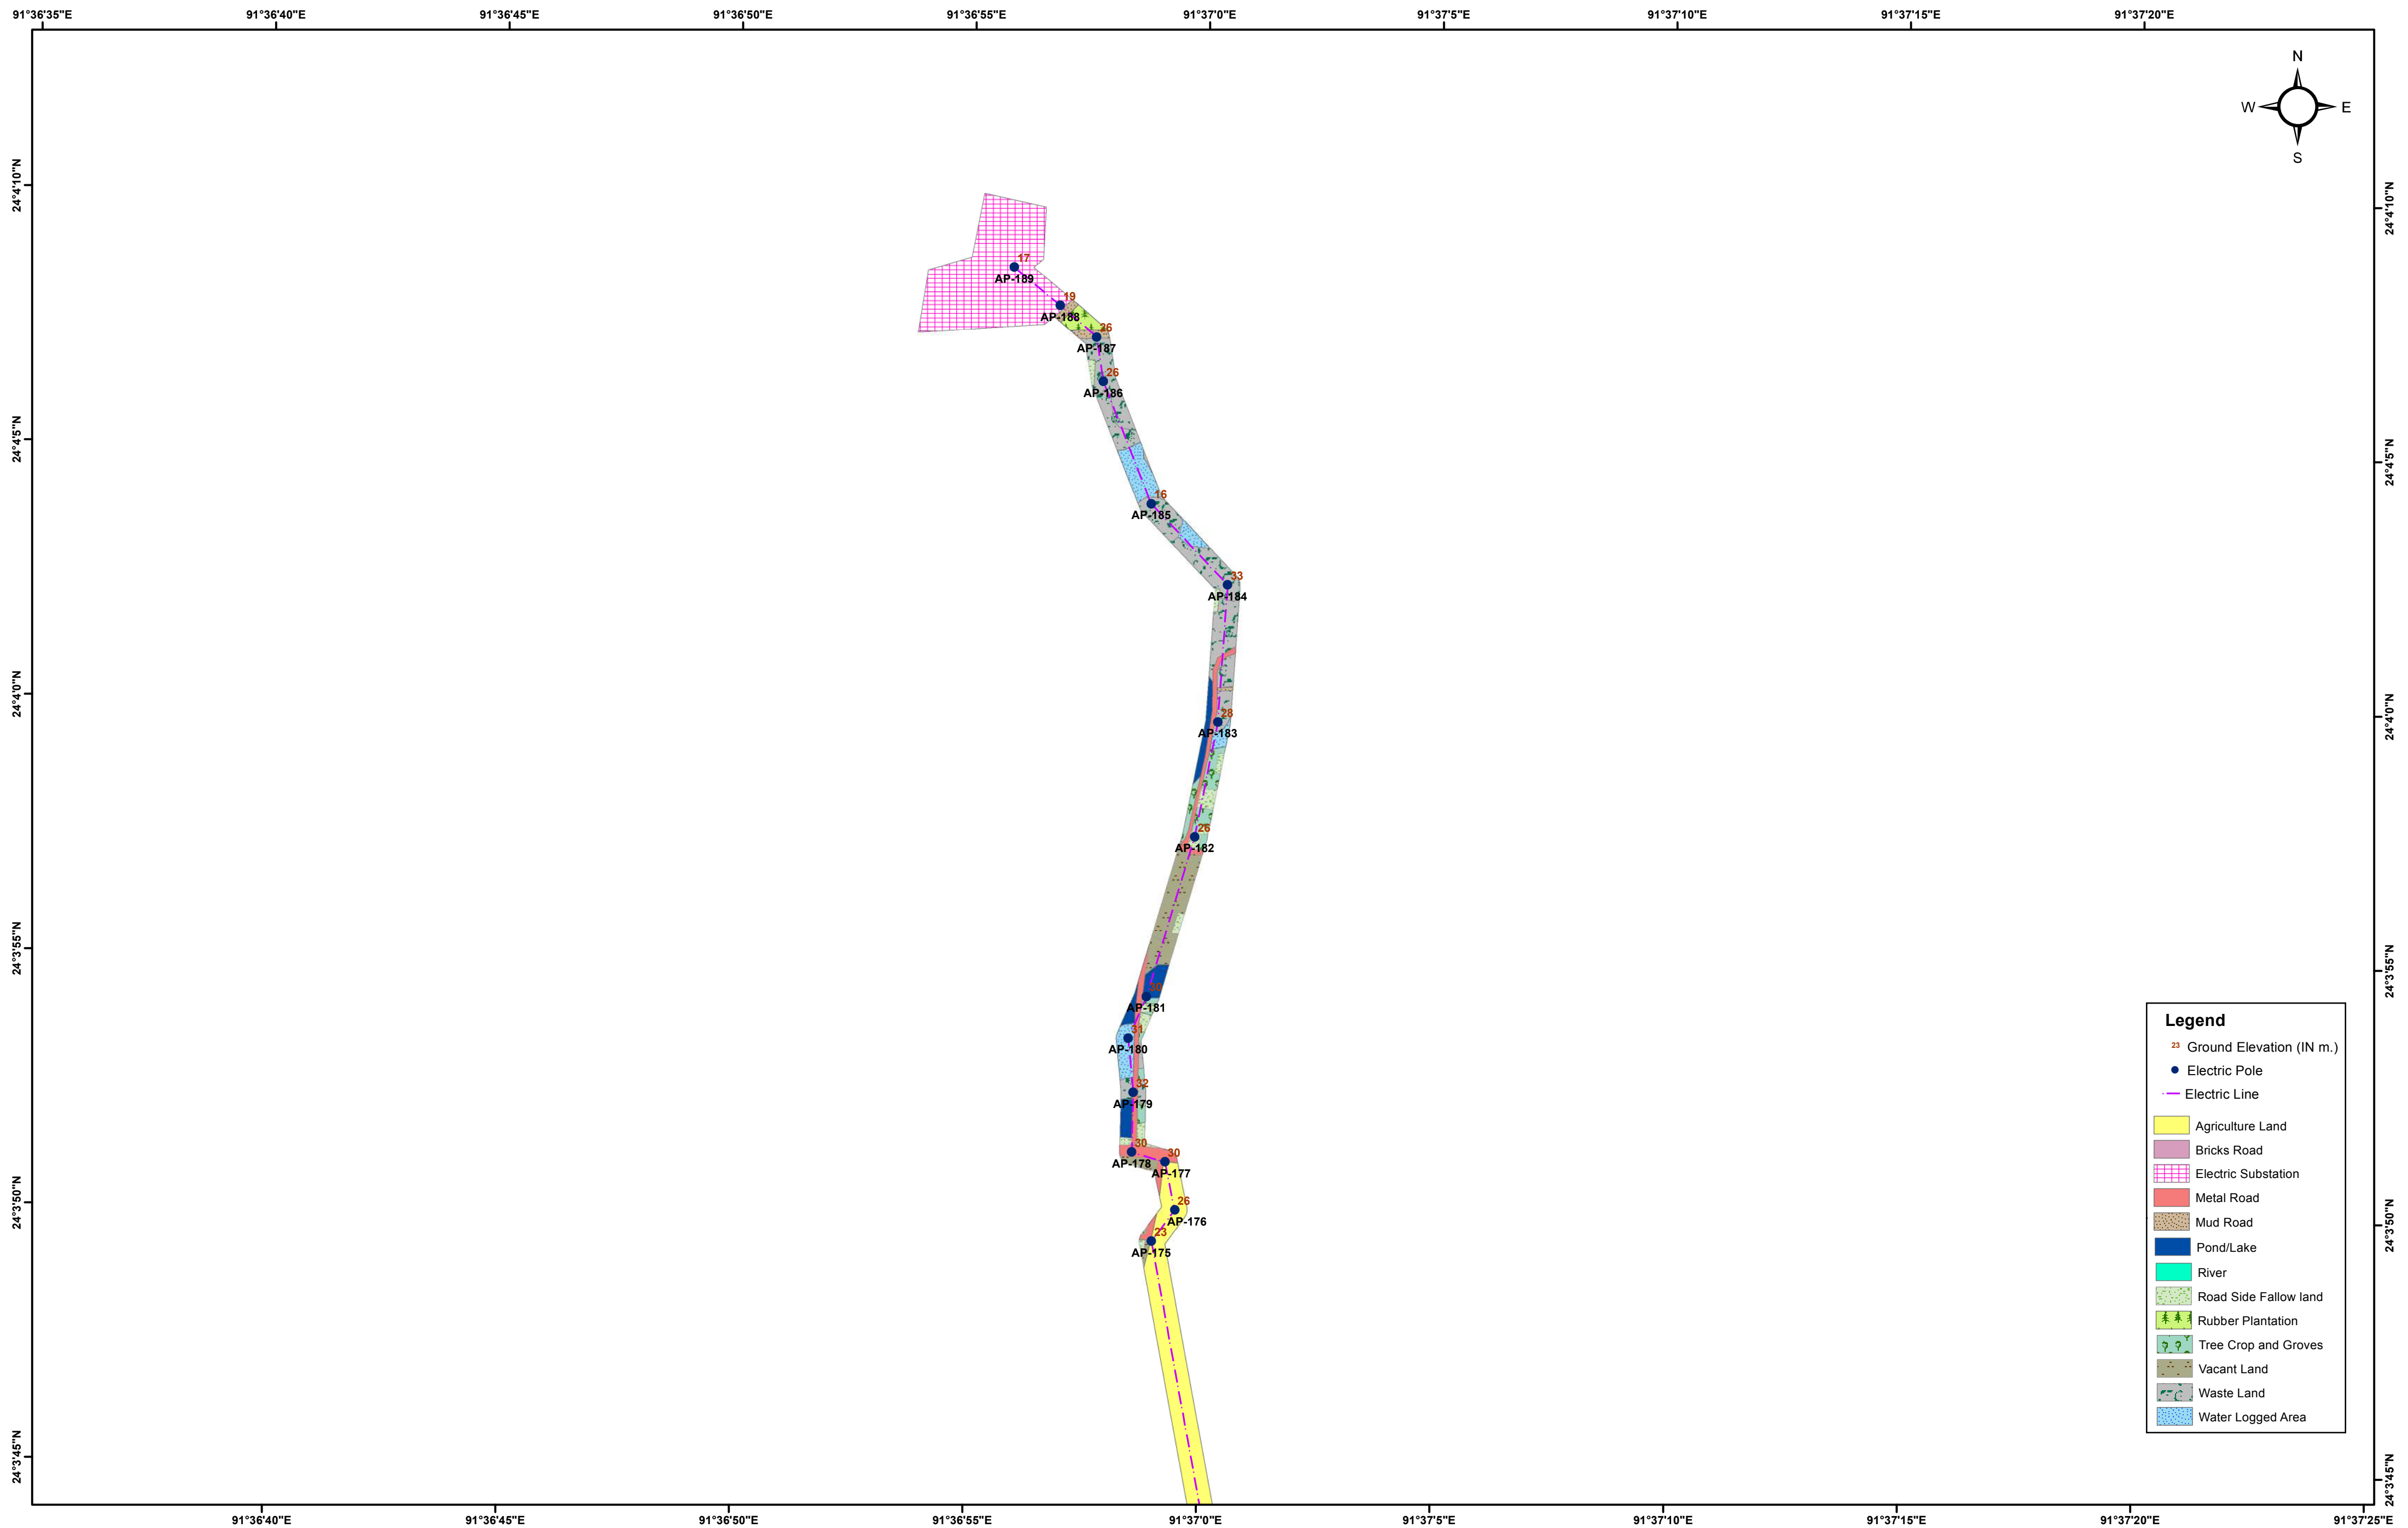 91°36'35"E 91°36'40"E 91°36'45"E 91°36'50"E 91°36'55"E 91°37'0"E 91°37'5"E 91°37'10"E 91°37'15"E 91°37'20"E
N
W E
S
24°4'10"N
24°4'10"N
17
AP-189
19
AP-188
26
AP-187
26
AP-186
24°4'5"N
24°4'5"N
16
AP-185
33
AP-184
24°4'0"N
24°4'0"N
28
AP-183
26
AP-182
24°3'55"N
24°3'55"N
AP-181
31
AP-180
32
AP-179
30
AP-178
30
AP-177
24°3'50"N
24°3'50"N
26
AP-176
23
AP-175
24°3'45"N
24°3'45"N
Legend
23 Ground Elevation (IN m.)
Electric Pole
Electric Line
Agriculture Land
Bricks Road
Electric Substation
Metal Road
Mud Road
Pond/Lake
River
Road Side Fallow land
Rubber Plantation
Tree Crop and Groves
Vacant Land
Waste Land
Water Logged Area
91°36'40"E 91°36'45"E 91°36'50"E 91°36'55"E 91°37'0"E 91°37'5"E 91°37'10"E 91°37'15"E 91°37'20"E 91°37'25"E